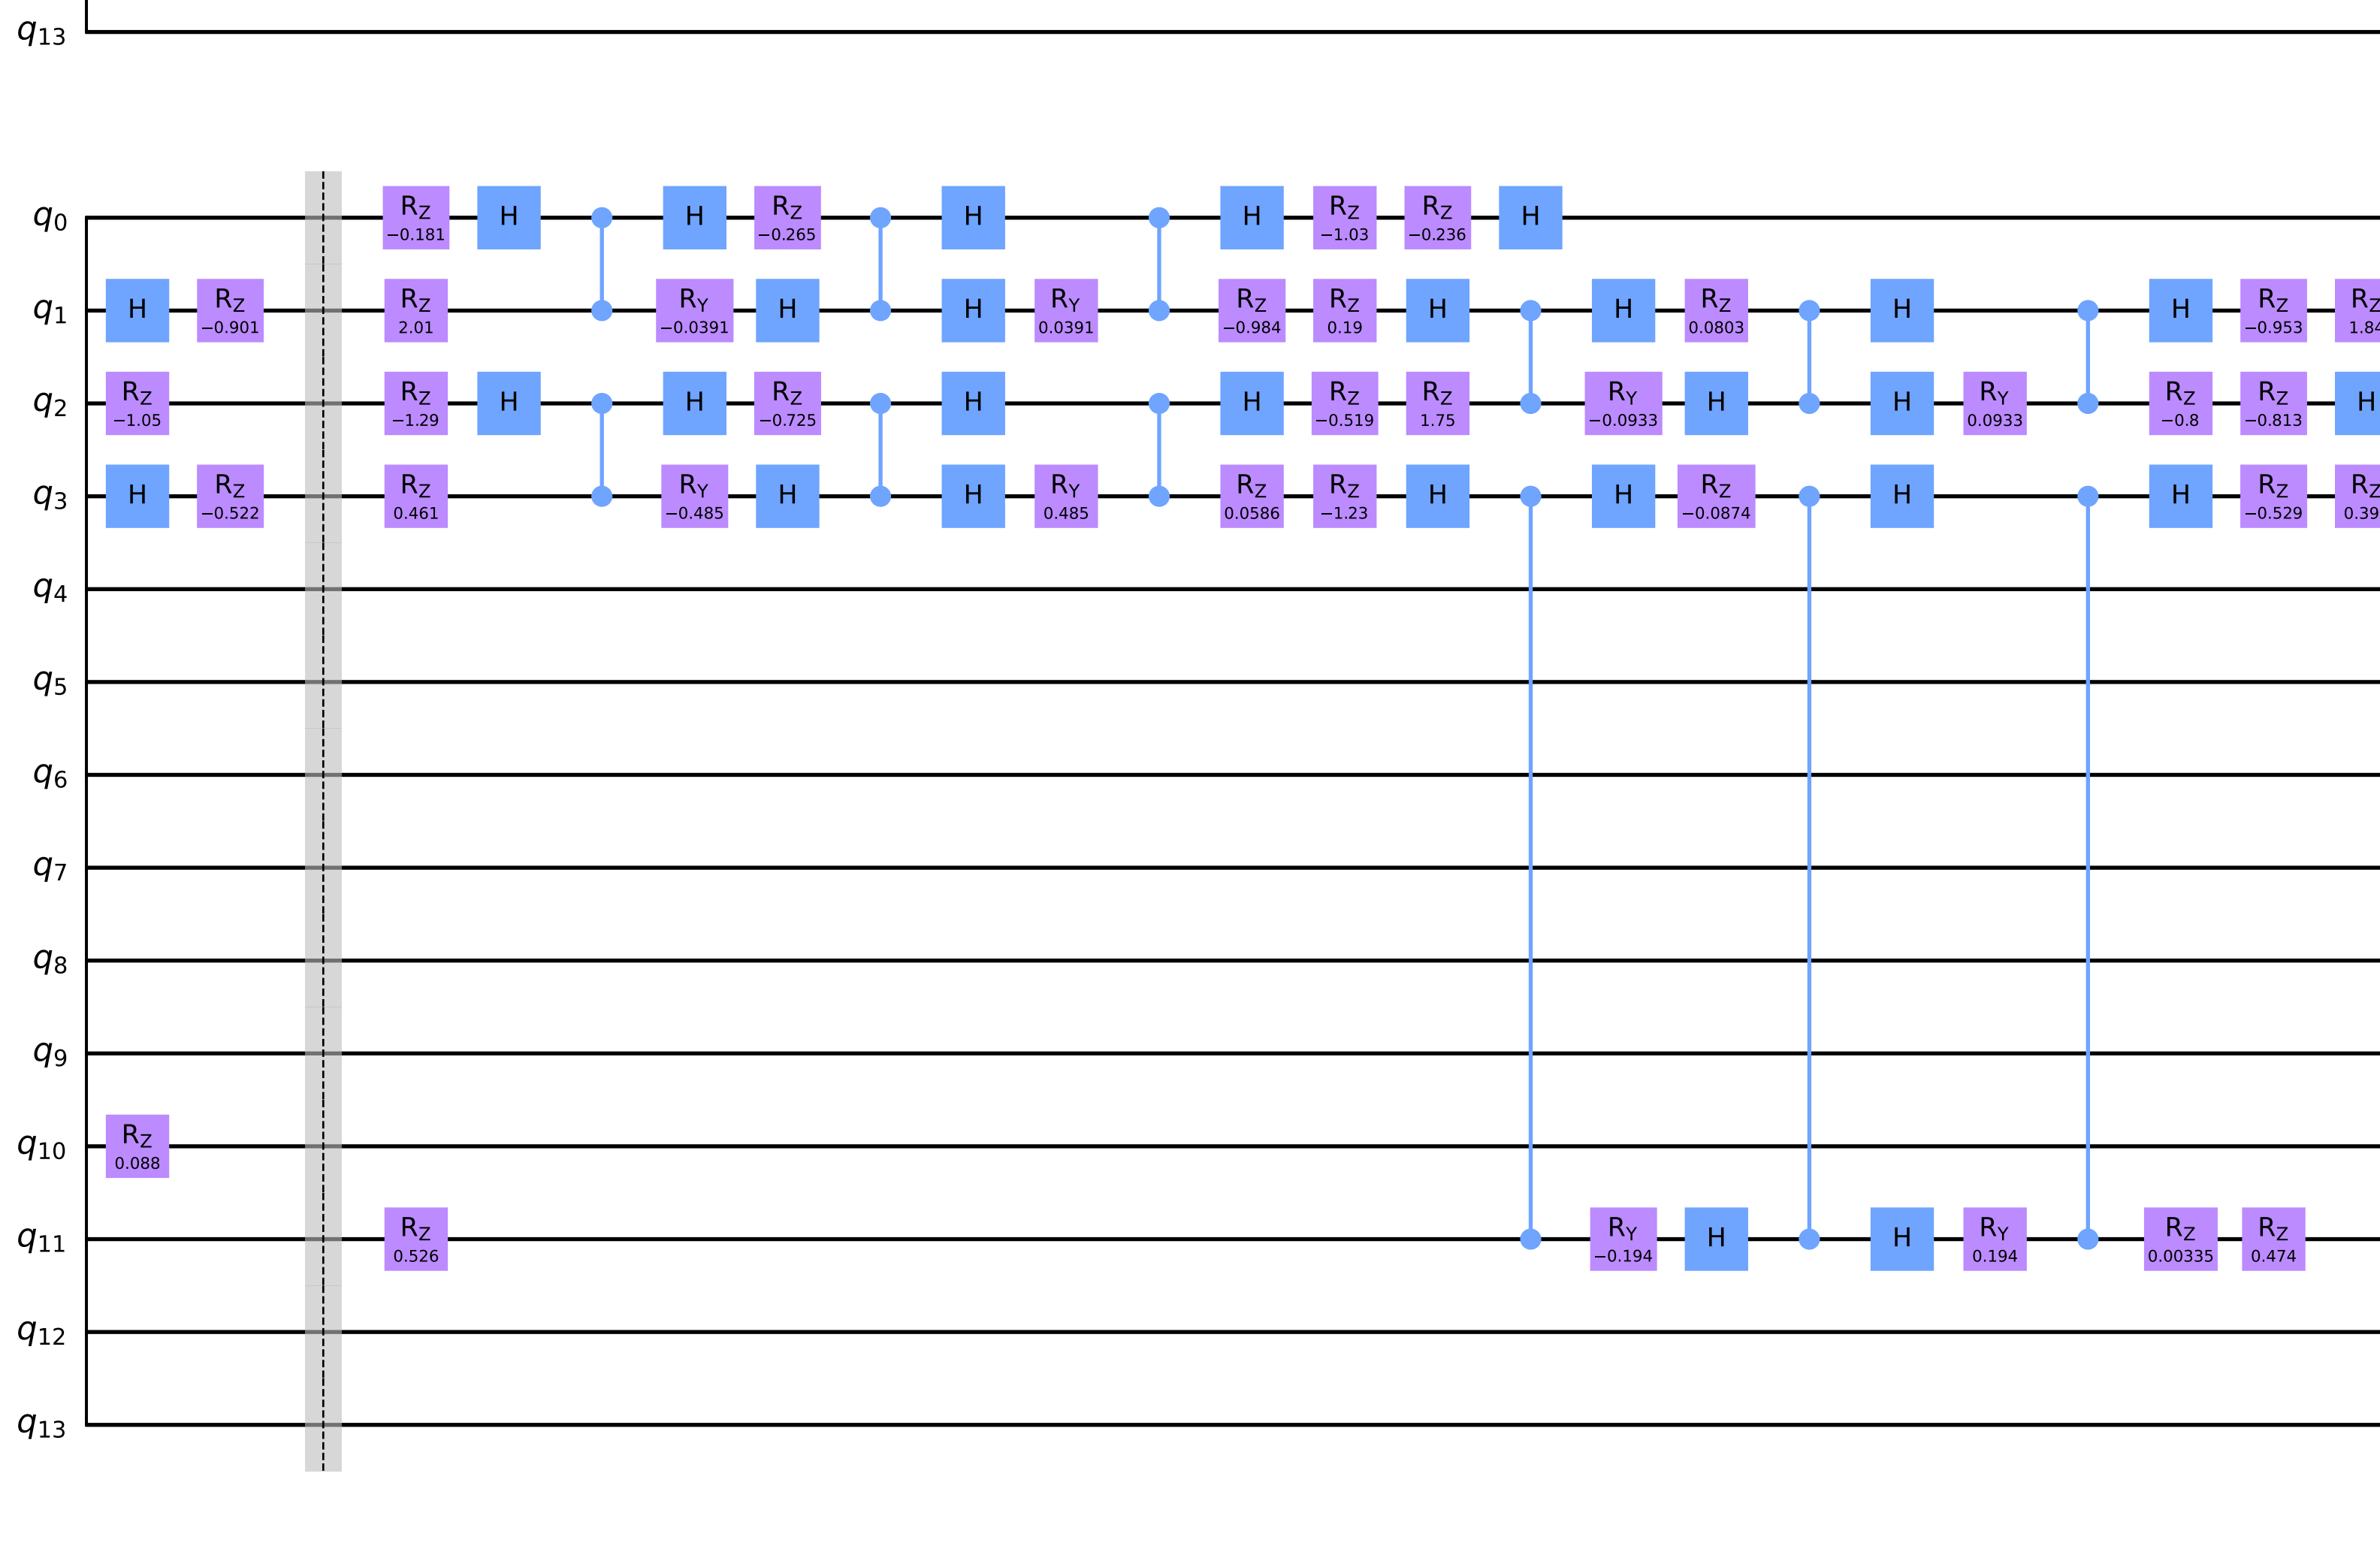 q13
q0 RZ −0.181 H H RZ −0.265 H H RZ −1.03 RZ −0.236 H
q1 H RZ −0.901 RZ 2.01 RY −0.0391 H H RY 0.0391 RZ −0.984 RZ 0.19 H H RZ 0.0803 H H RZ −0.953 RZ 1.84
q2 RZ −1.05 RZ −1.29 H H RZ −0.725 H H RZ −0.519 RZ 1.75 RY −0.0933 H H RY 0.0933 RZ −0.8 RZ −0.813 H
q3 H RZ −0.522 RZ 0.461 RY −0.485 H H RY 0.485 RZ 0.0586 RZ −1.23 H H RZ −0.0874 H H RZ −0.529 RZ 0.39
q4
q5
q6
q7
q8
q9
q10 RZ 0.088
q11 RZ 0.526 RY −0.194 H H RY 0.194 RZ 0.00335 RZ 0.474
q12
q13